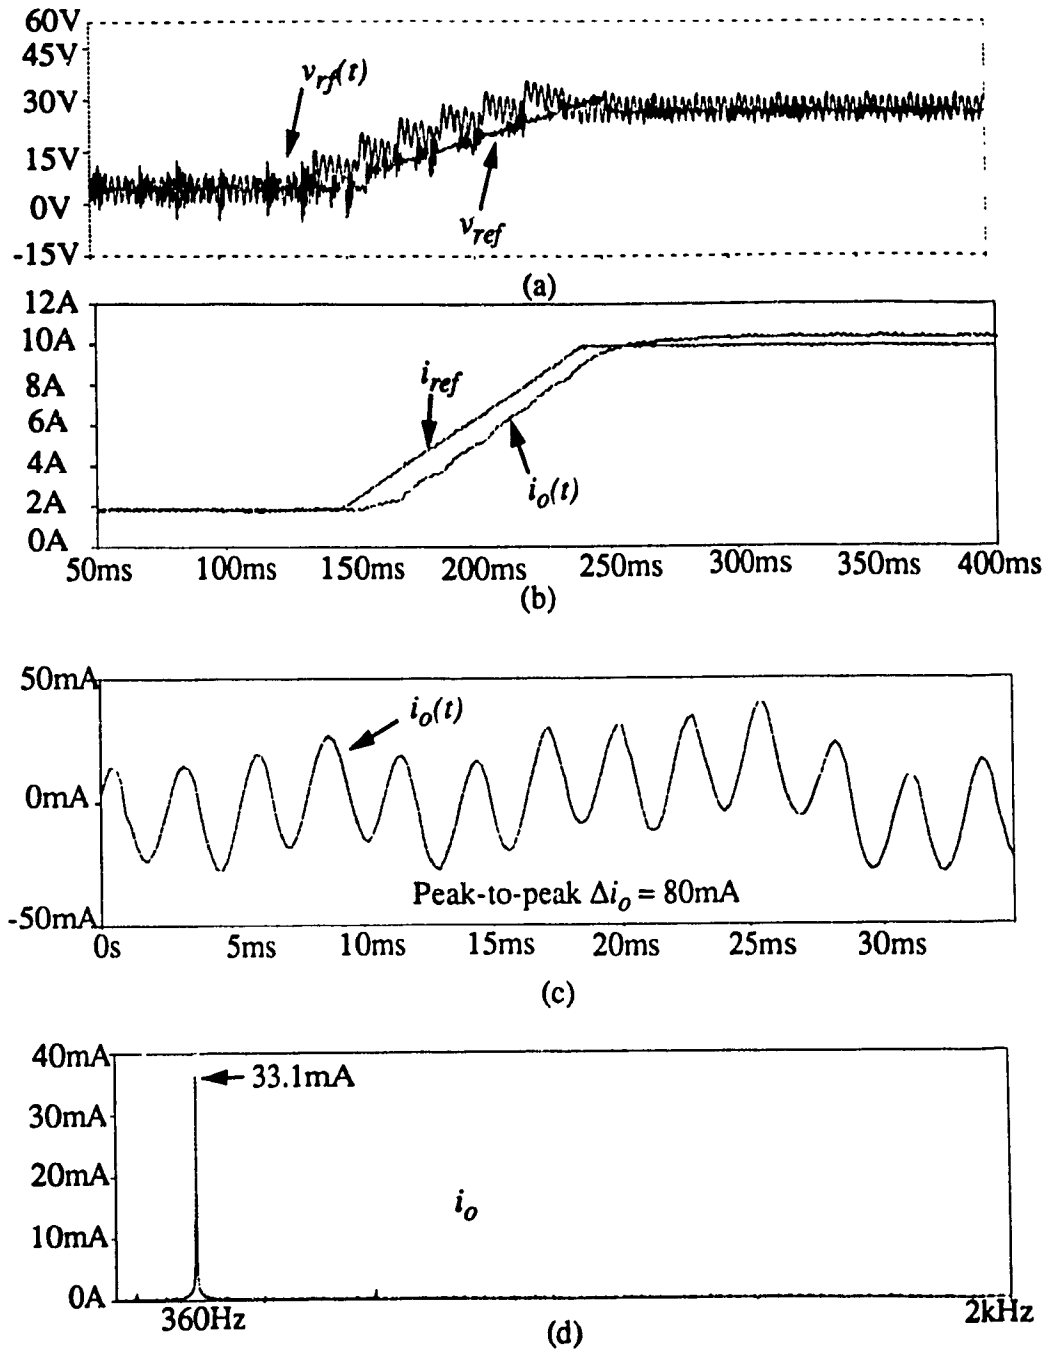 60V
45V
v_rf(t)
30V
15V
0V
v_ref
-15V
(a)
12A
10A
i_ref
8A
6A
4A
i_o(t)
2A
0A
50ms 100ms 150ms 200ms 250ms 300ms 350ms 400ms
(b)
50mA
i_o(t)
0mA
Peak-to-peak Δi_o = 80mA
-50mA
0s 5ms 10ms 15ms 20ms 25ms 30ms
(c)
40mA
33.1mA
30mA
20mA
i_o
10mA
0A
360Hz 2kHz
(d)